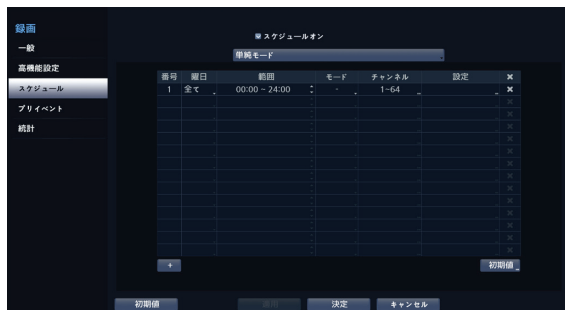 録画
一般
高機能設定
スケジュール
プリイベント
統計
スケジュールオン
単純モード
番号 曜日 範囲 モード チャンネル 設定 ×
1 全て 00:00 ~ 24:00 - 1~64 ×
+ 初期値
初期値 適用 決定 キャンセル